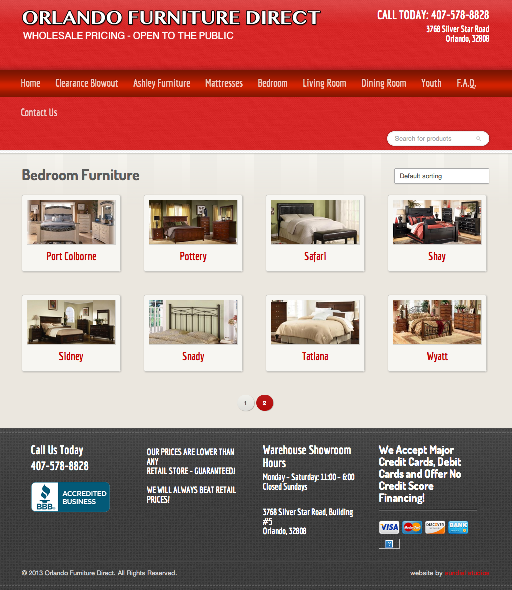 ORLANDO FURNITURE DIRECT
WHOLESALE PRICING - OPEN TO THE PUBLIC
CALL TODAY: 407-578-8828
3768 Silver Star Road
Orlando, 32808
Home Clearance Blowout Ashley Furniture Mattresses Bedroom Living Room Dining Room Youth F.A.Q.
Contact Us
Search for products
Bedroom Furniture
Default sorting
Port Colborne Pottery Safari Shay
Sidney Snady Tatiana Wyatt
1 2
Call Us Today
407-578-8828
BBB ACCREDITED
BUSINESS
OUR PRICES ARE LOWER THAN
ANY
RETAIL STORE - GUARANTEED!
WE WILL ALWAYS BEAT RETAIL
PRICES!
Warehouse Showroom
Hours
Monday - Saturday: 11:00 - 6:00
Closed Sundays
3768 Silver Star Road, Building
#5
Orlando, 32808
We Accept Major
Credit Cards, Debit
Cards and Offer No
Credit Score
Financing!
VISA MasterCard DISCOVER BANK
© 2013 Orlando Furniture Direct. All Rights Reserved.
website by